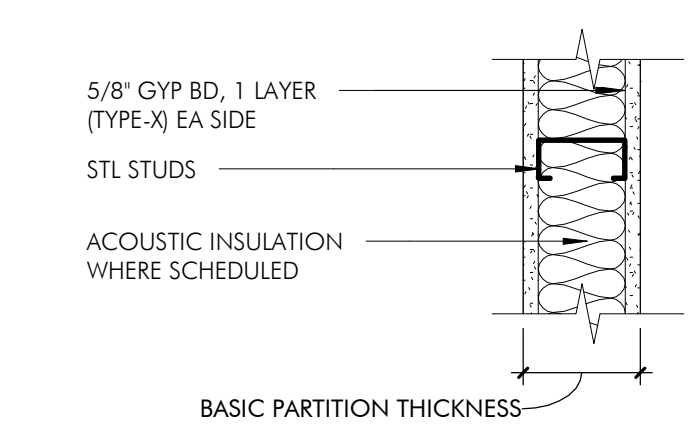 5/8" GYP BD, 1 LAYER
(TYPE-X) EA SIDE
STL STUDS
ACOUSTIC INSULATION
WHERE SCHEDULED
BASIC PARTITION THICKNESS